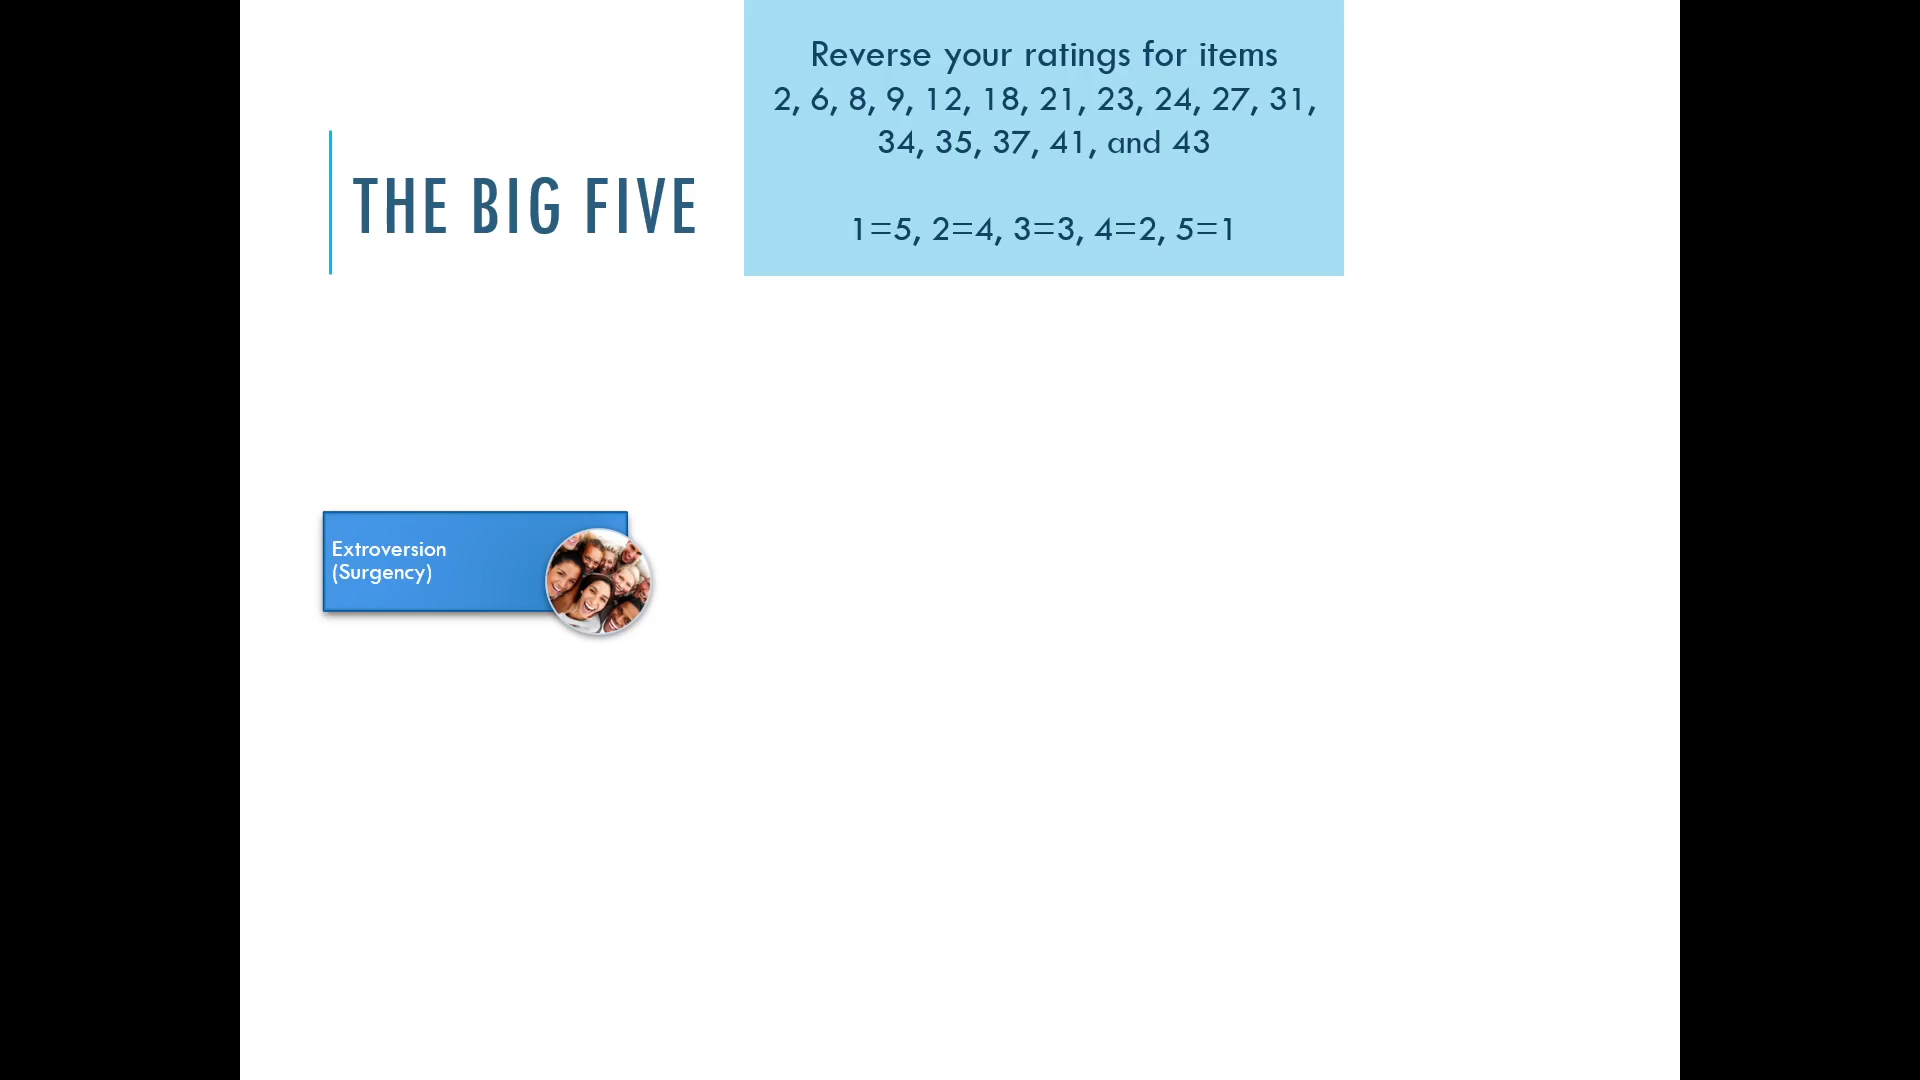 Reverse your ratings for items
2, 6, 8, 9, 12, 18, 21, 23, 24, 27, 31,
34, 35, 37, 41, and 43
1=5, 2=4, 3=3, 4=2, 5=1
THE BIG FIVE
Extroversion
(Surgency)